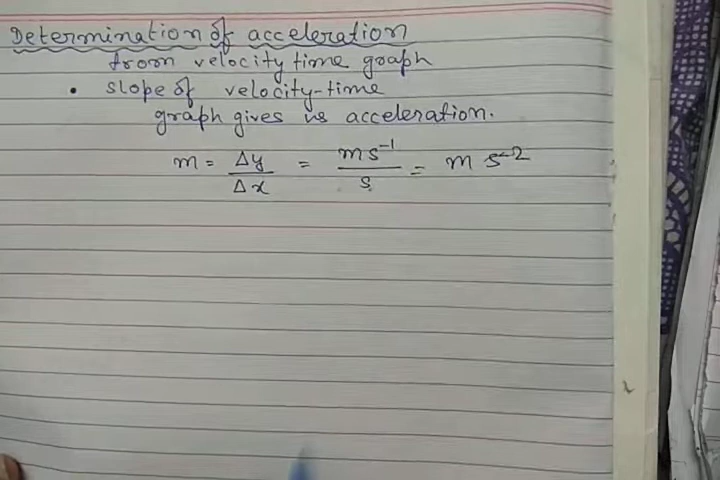 Determination of acceleration
from velocity time graph
• slope of velocity-time
graph gives us acceleration.
m = Δy/Δx = ms⁻¹/s = m s⁻²